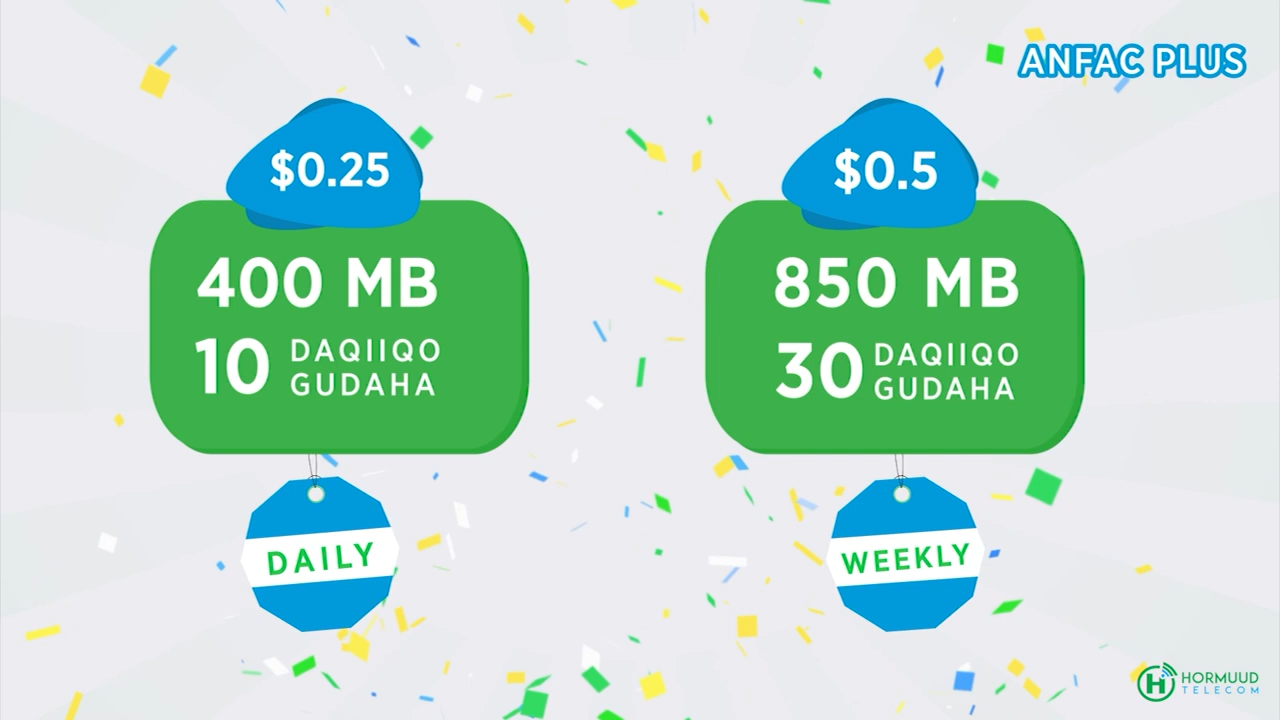 ANFAC PLUS
$0.25
400 MB
10 DAQIIQO
GUDAHA
DAILY
$0.5
850 MB
30 DAQIIQO
GUDAHA
WEEKLY
HORMUUD
TELECOM